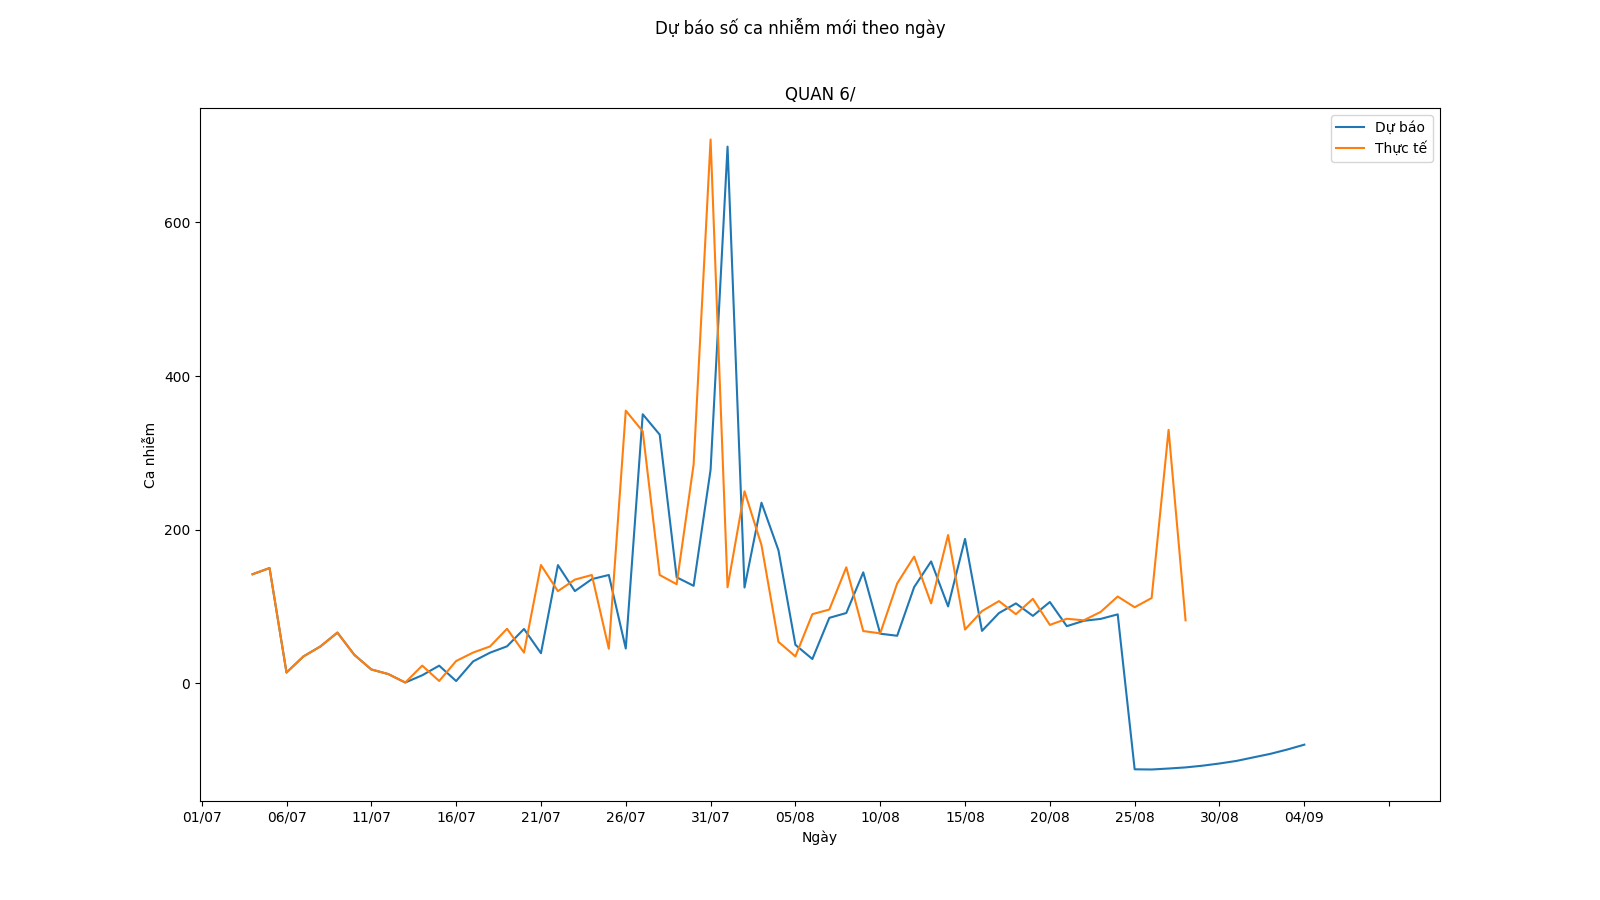 Dự báo số ca nhiễm mới theo ngày
QUAN 6/
Dự báo
Thực tế
600
400
200
0
Ca nhiễm
01/07 06/07 11/07 16/07 21/07 26/07 31/07 05/08 10/08 15/08 20/08 25/08 30/08 04/09
Ngày